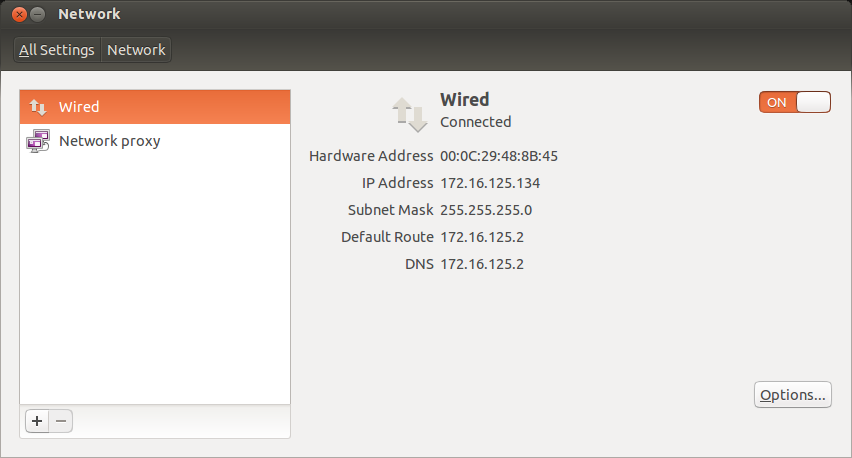 Network
All Settings Network
Wired
Network proxy
Wired
Connected
ON
Hardware Address 00:0C:29:48:8B:45
IP Address 172.16.125.134
Subnet Mask 255.255.255.0
Default Route 172.16.125.2
DNS 172.16.125.2
Options...